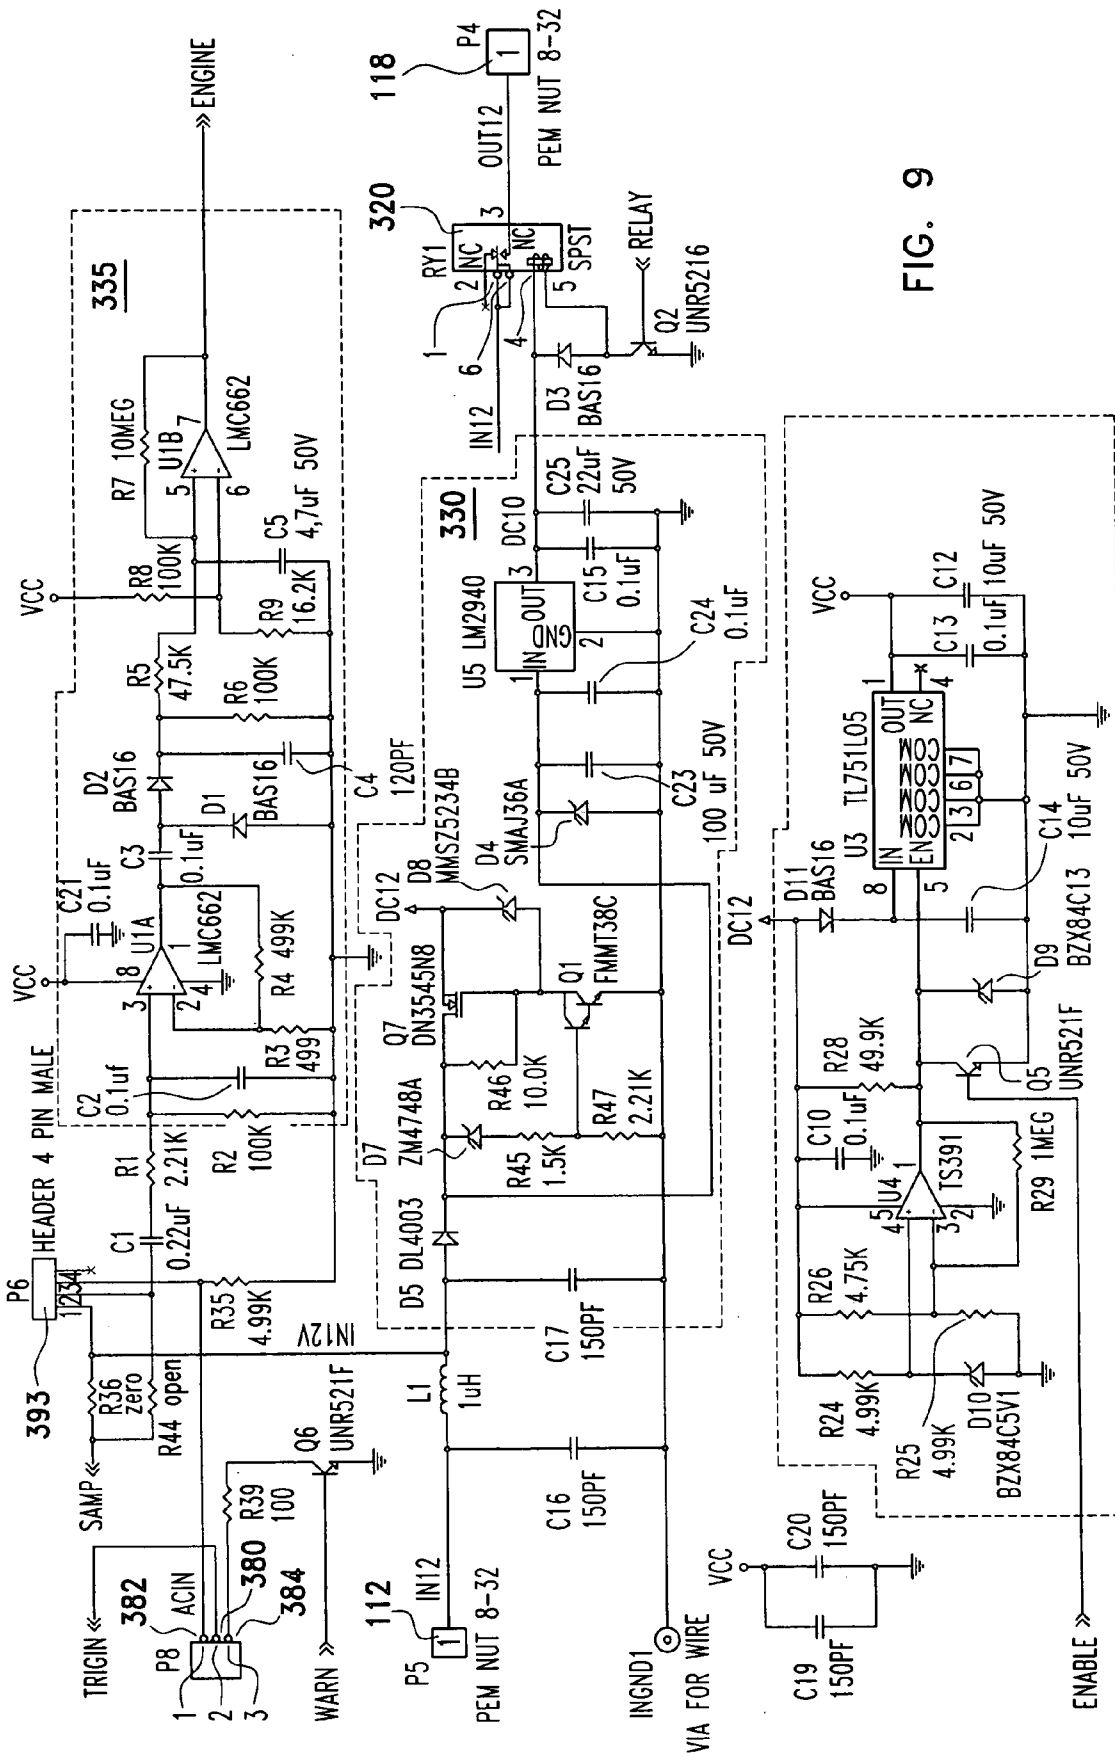 P6
HEADER 4 PIN MALE
393
1234
TRIGIN
SAMP
R36
zero
R44 open
382
ACIN
P8
1
2
3
380
384
R39
100
Q6
UNR521F
WARN
R35
4.99K
IN12V
C1
0.22uF
R1
2.21K
R2
100K
C2
0.1uf
VCC
C21
0.1uF
U1A
8
3
2
1
4
LMC662
R4 499K
R3
499
C3
0.1uF
D2
BAS16
D1
BAS16
R5
47.5K
R6
100K
C4
120PF
VCC
R8
100K
R9
16.2K
R7 10MEG
U1B
5
6
7
LMC662
C5
4,7uF 50V
335
ENGINE
P5
1
112
IN12
PEM NUT 8-32
INGND1
VIA FOR WIRE
L1
1uH
C16
150PF
C17
150PF
D5 DL4003
D7
ZM4748A
R45
1.5K
R46
10.0K
R47
2.21K
Q7
DN3545N8
DC12
D8
MMSZ5234B
Q1
FMMT38C
D4
SMAJ36A
C23
100 uF 50V
C24
0.1uF
U5 LM2940
1
IN
OUT
3
GND
2
DC10
C15
0.1uF
C25
22uF
50V
330
IN12
D3
BAS16
RY1
320
1
2
NC
6
NC
4
5
3
SPST
Q2
UNR5216
RELAY
OUT12
118
P4
1
PEM NUT 8-32
VCC
C19
150PF
C20
150PF
ENABLE
R24
4.99K
R25
4.99K
D10
BZX84C5V1
R26
4.75K
U4
5
4
3
2
1
TS391
C10
0.1uF
R28
49.9K
R29 1MEG
Q5
UNR521F
D9
BZX84C13
DC12
D11
BAS16
C14
10uF 50V
U3
TL751L05
8
IN
EN
5
OUT
1
NC
4
COM
COM
COM
COM
2
3
6
7
VCC
C13
0.1uF
C12
10uF 50V
FIG. 9